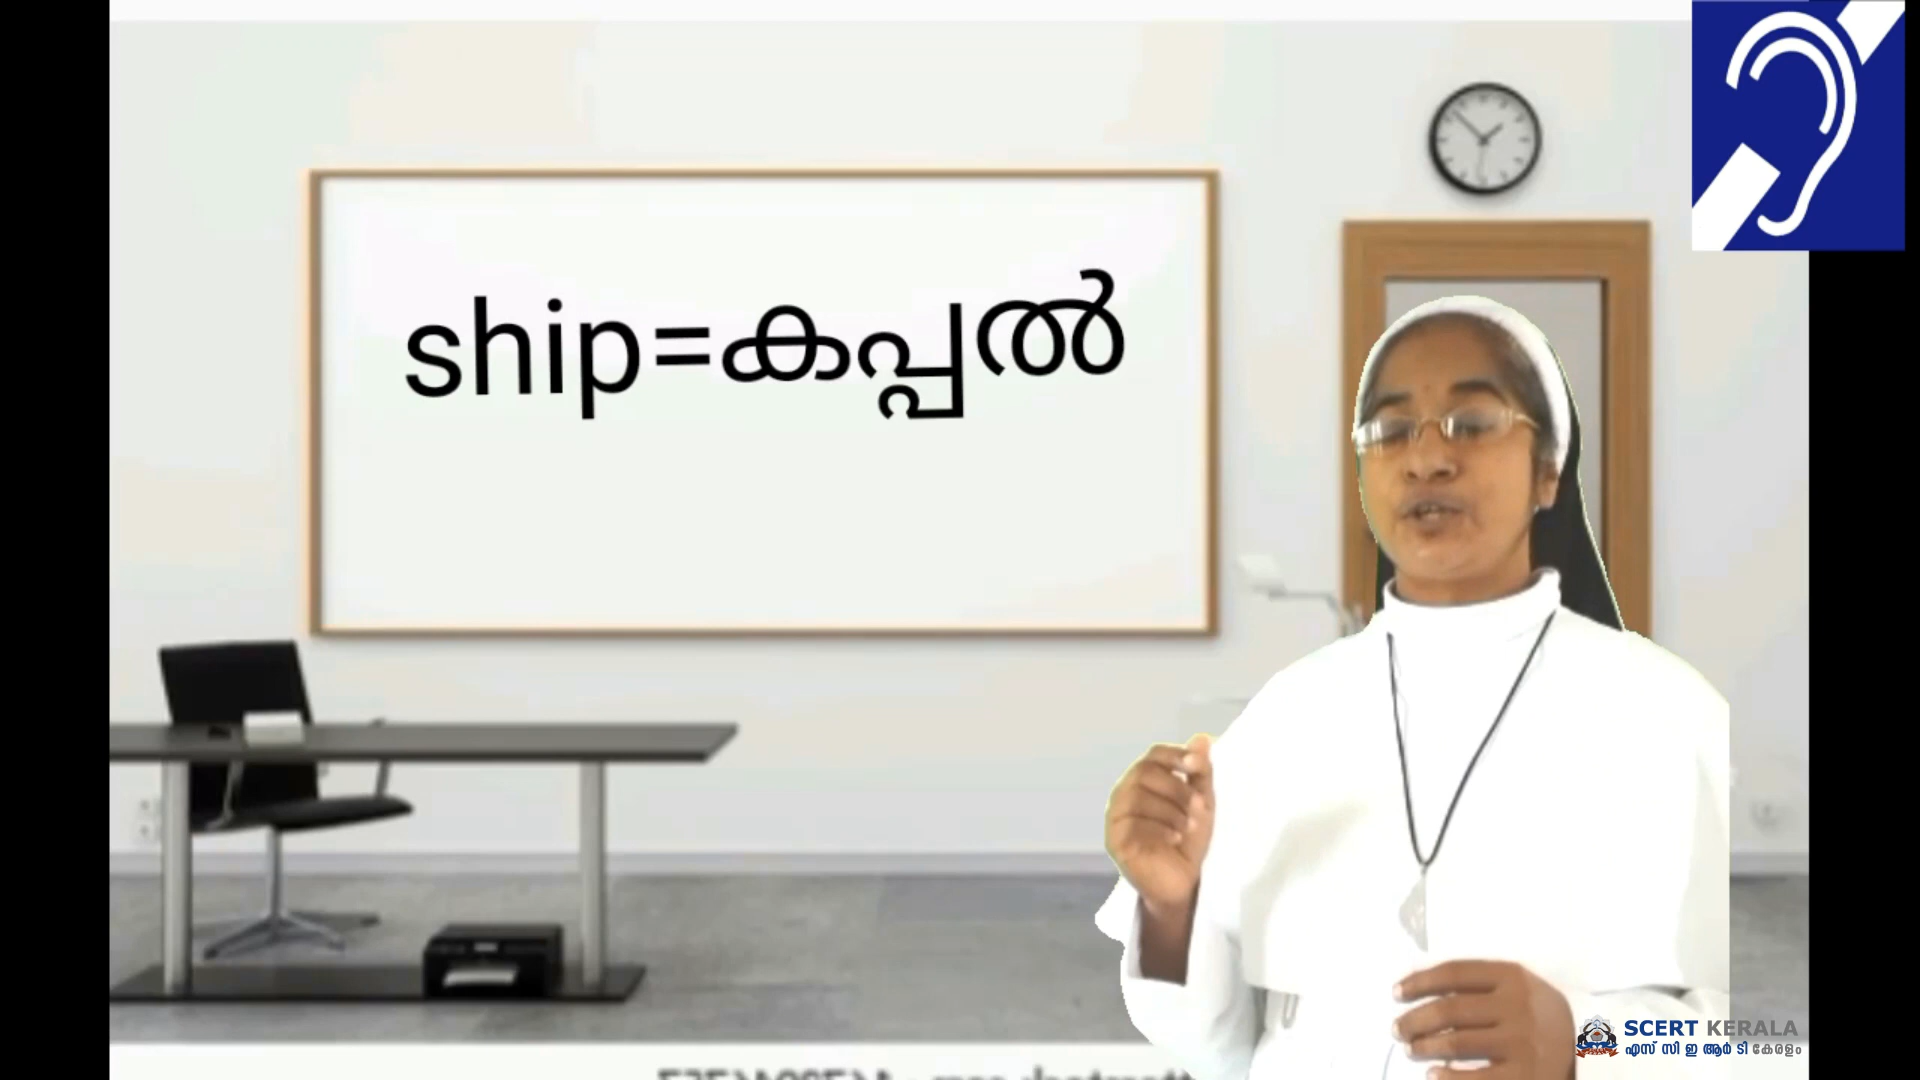 ship=കപ്പൽ
SCERT KERALA
എസ് സി ഇ ആർ ടി കേരളം